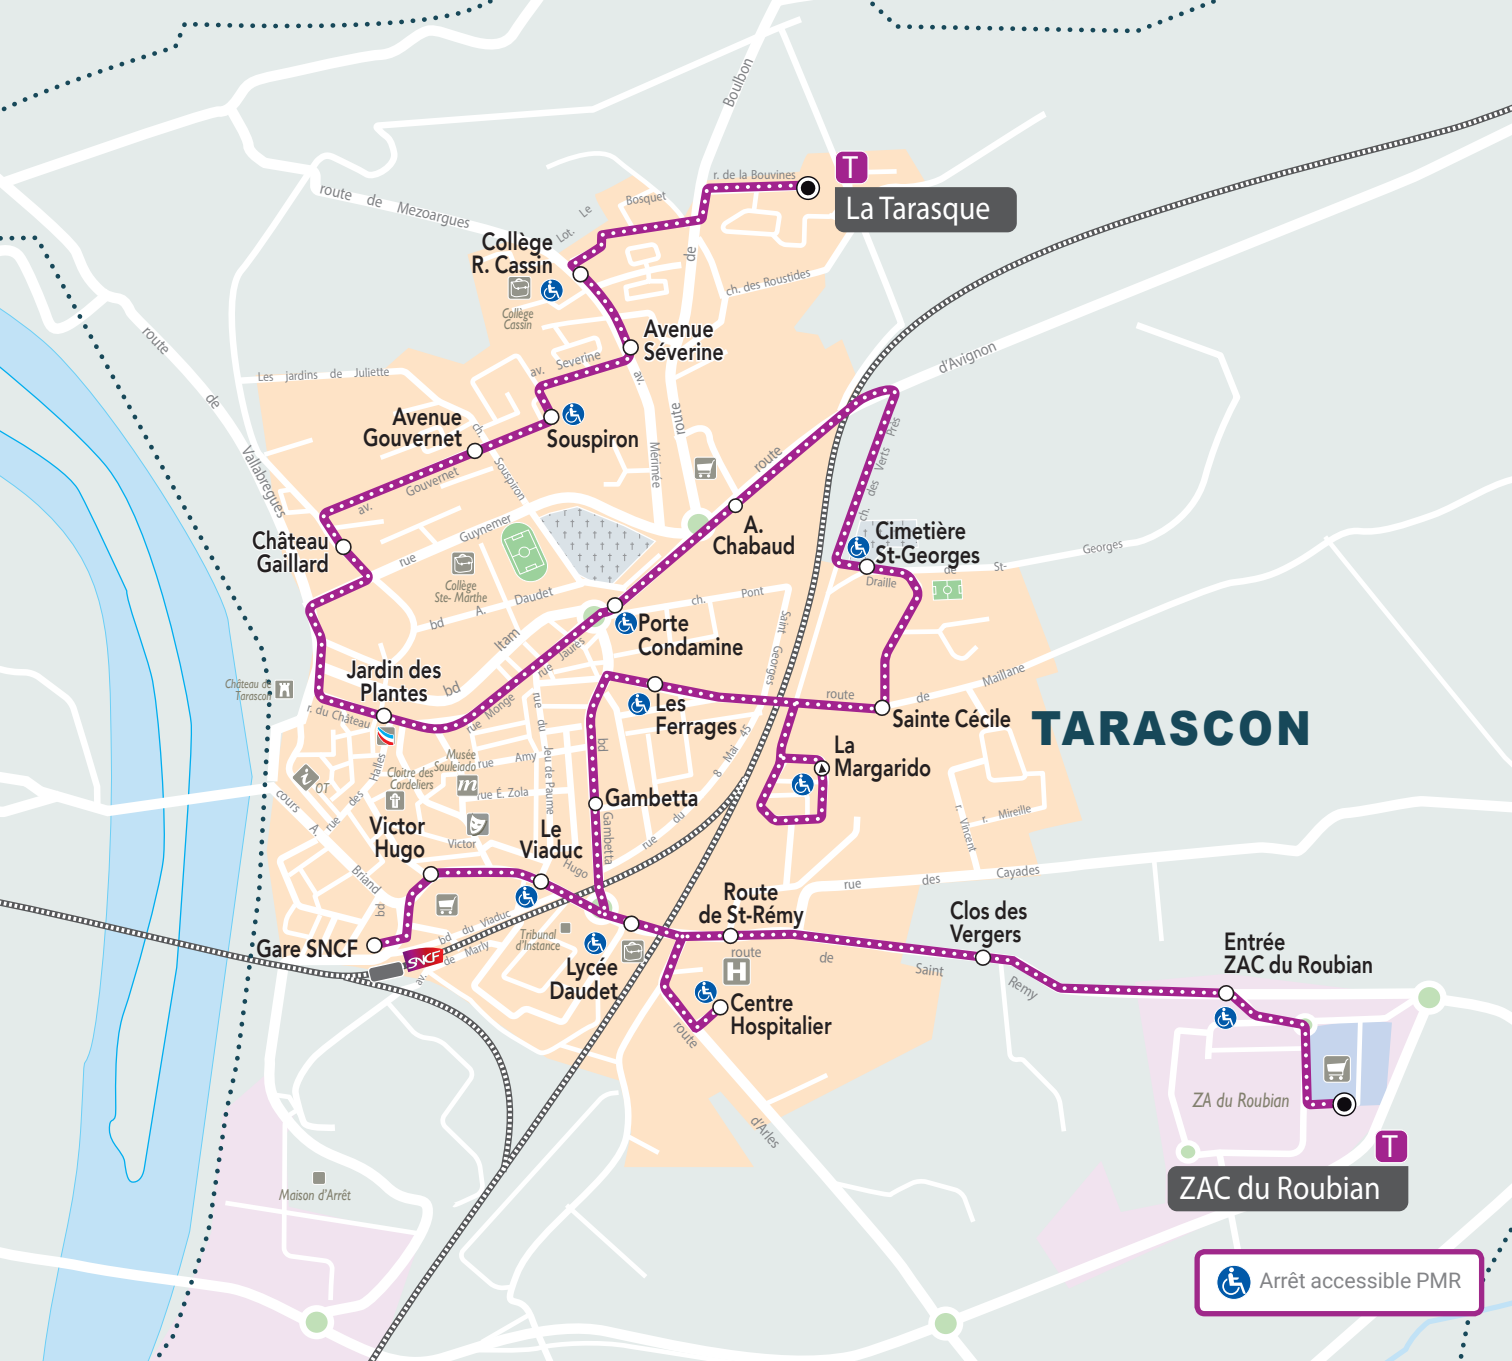 Boulbon
r. de la Bouvines
T
La Tarasque
route de Mezoargues
Lot. Le Bosquet
Collège
R. Cassin
Collège
Cassin
de
ch. des Roustides
route
de
Vallabregues
Avenue
Séverine
d'Avignon
av. Severine
av.
Mérimée
Les jardins de Juliette
route
Avenue
Gouvernet
ch.
Souspiron
Souspiron
av. Gouvernet
route
ch. des Verts Prés
A.
Chabaud
Cimetière
St-Georges
Draille de St- Georges
Château
Gaillard
rue Guynemer
Collège
Ste- Marthe
bd A. Daudet
ch. Pont
Saint Georges
Porte
Condamine
bd Itam
rue Jaurès
rue Monge
Château de
Tarascon
Jardin des
Plantes
r. du Château
rue du Jeu de Paume
Les
Ferrages
route de Maillane
Sainte Cécile
TARASCON
La
Margarido
rue du 8 Mai 45
bd Gambetta
Gambetta
Musée
Souleiado
rue Amy
Cloitre des
Cordeliers
m
rue É. Zola
i
OT
rue des Halles
cours A. Briand
bd
Victor
Hugo
Victor Hugo
Le
Viaduc
r. Mireille
r. Vincent
rue des Cayades
Route
de St-Rémy
Clos des
Vergers
Entrée
ZAC du Roubian
bd du Viaduc
Gare SNCF
SNCF
av. de Marly
Tribunal
d'Instance
Lycée
Daudet
route de Saint Remy
H
Centre
Hospitalier
route d'Arles
ZA du Roubian
T
ZAC du Roubian
Maison d'Arrêt
Arrêt accessible PMR